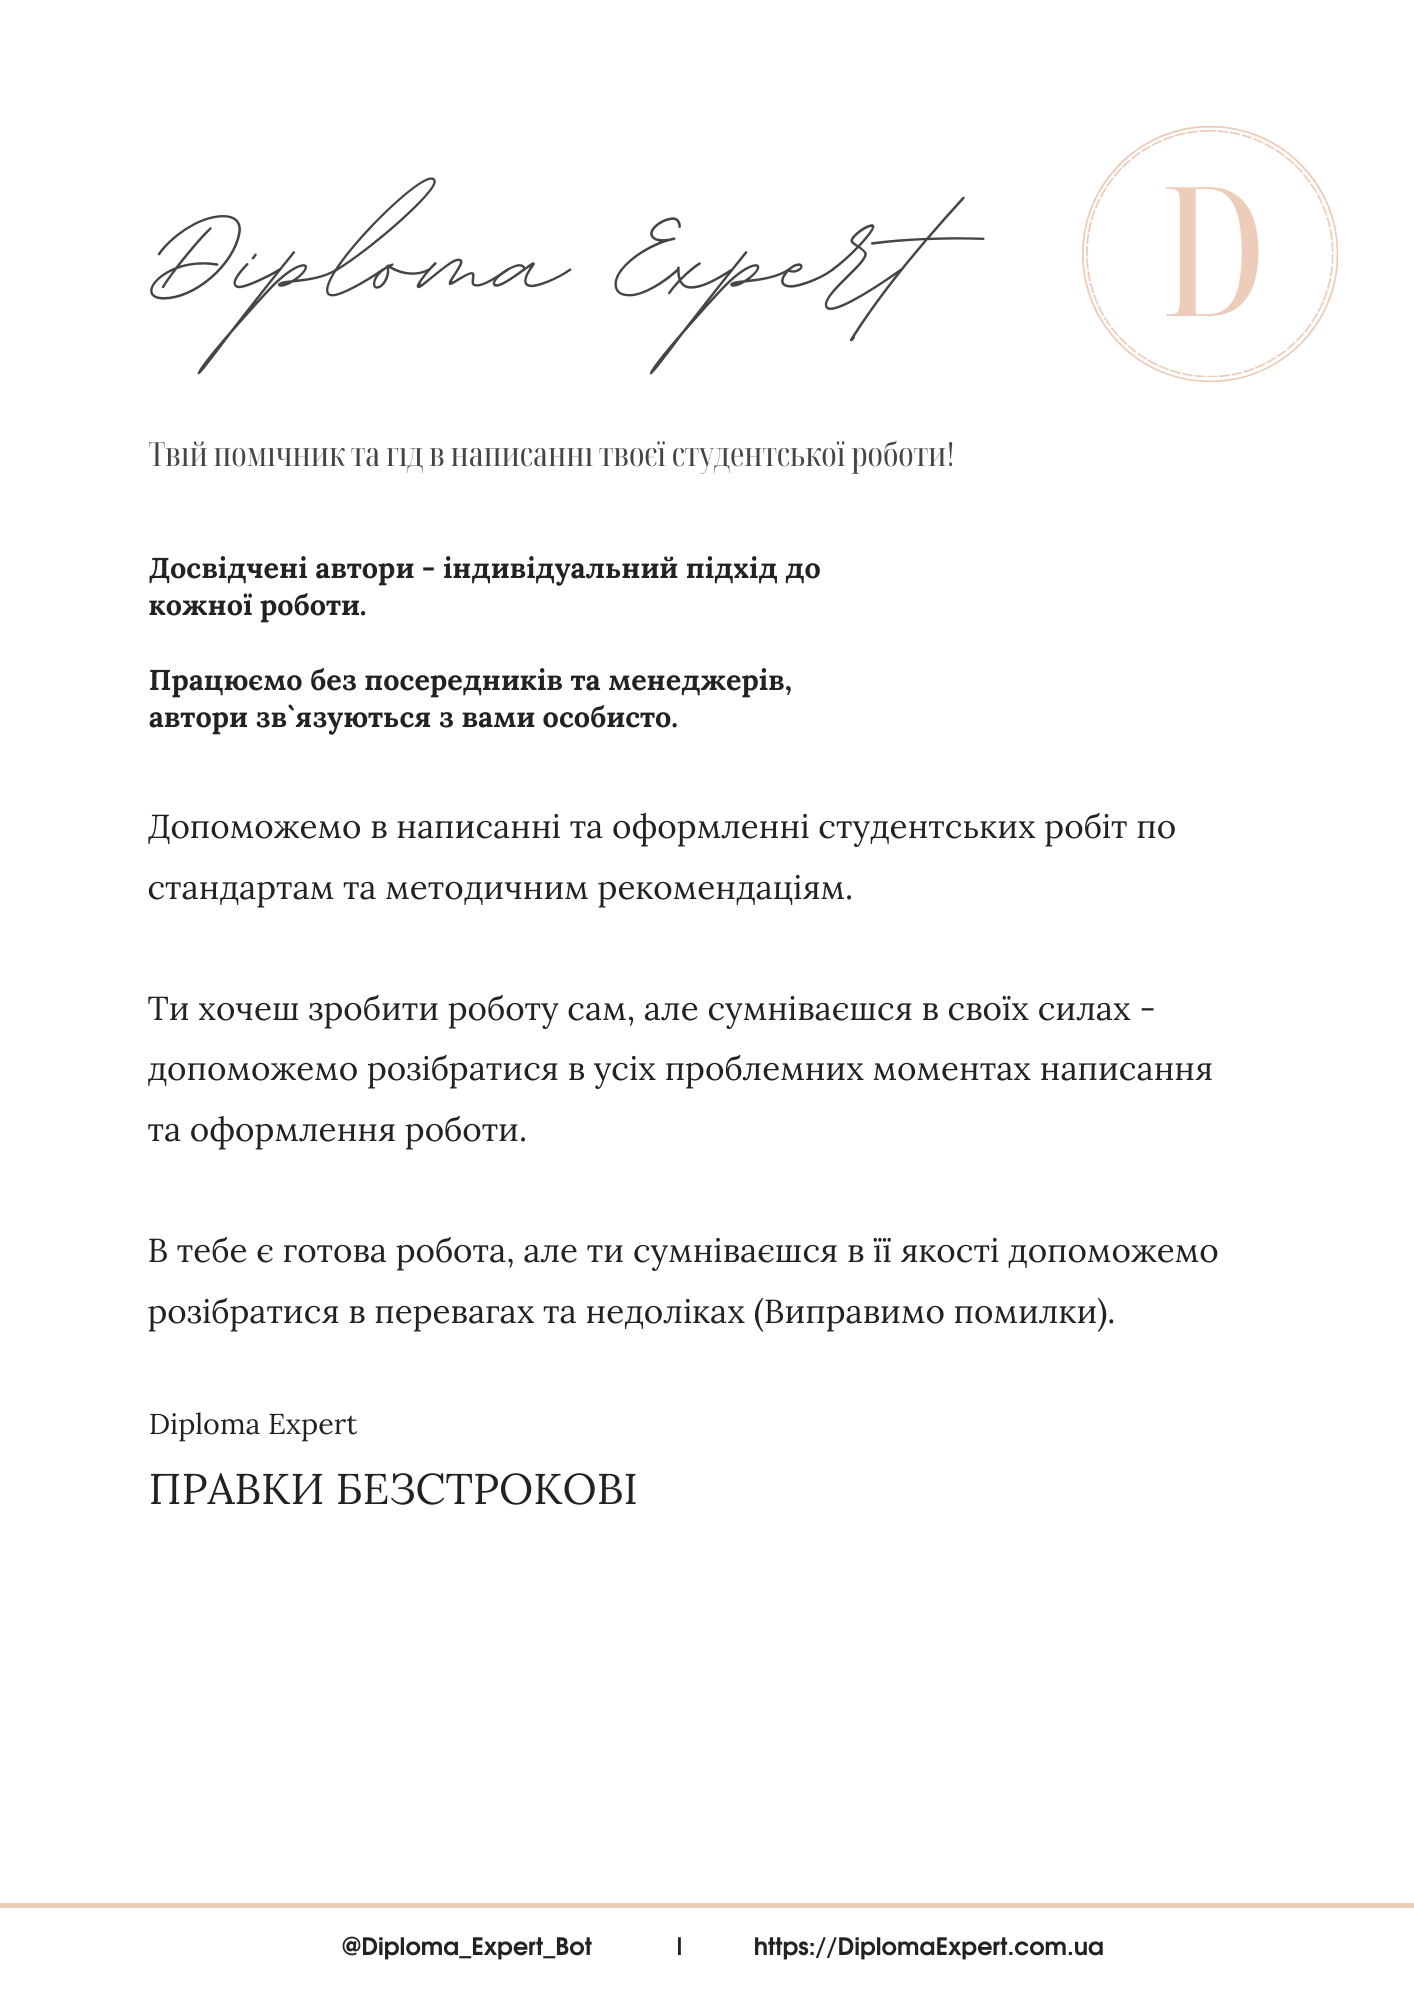 Diploma Expert
D
Твій помічник та гід в написанні твоєї студентської роботи!
Досвідчені автори - індивідуальний підхід до
кожної роботи.
Працюємо без посередників та менеджерів,
автори зв`язуються з вами особисто.
Допоможемо в написанні та оформленні студентських робіт по
стандартам та методичним рекомендаціям.
Ти хочеш зробити роботу сам, але сумніваєшся в своїх силах -
допоможемо розібратися в усіх проблемних моментах написання
та оформлення роботи.
В тебе є готова робота, але ти сумніваєшся в її якості допоможемо
розібратися в перевагах та недоліках (Виправимо помилки).
Diploma Expert
ПРАВКИ БЕЗСТРОКОВІ
@Diploma_Expert_Bot | https://DiplomaExpert.com.ua